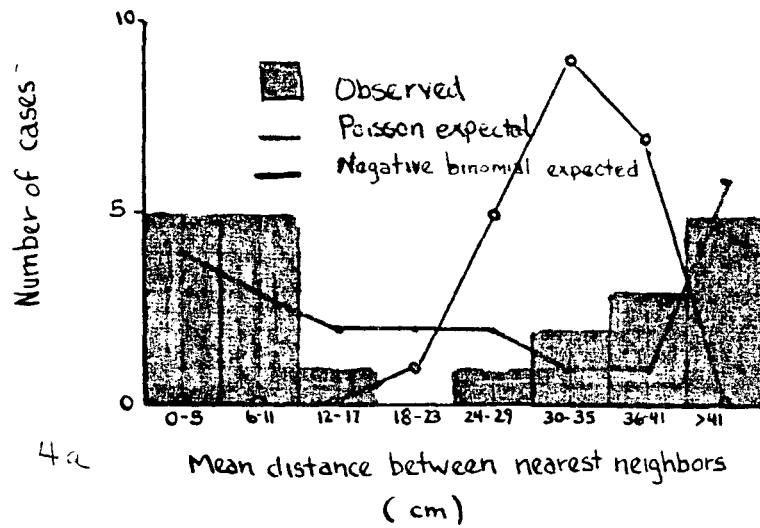 10
Number of cases
Observed
Poisson expected
Negative binomial expected
5
0
0-5 6-11 12-17 18-23 24-29 30-35 36-41 >41
4a
Mean distance between nearest neighbors
(cm)